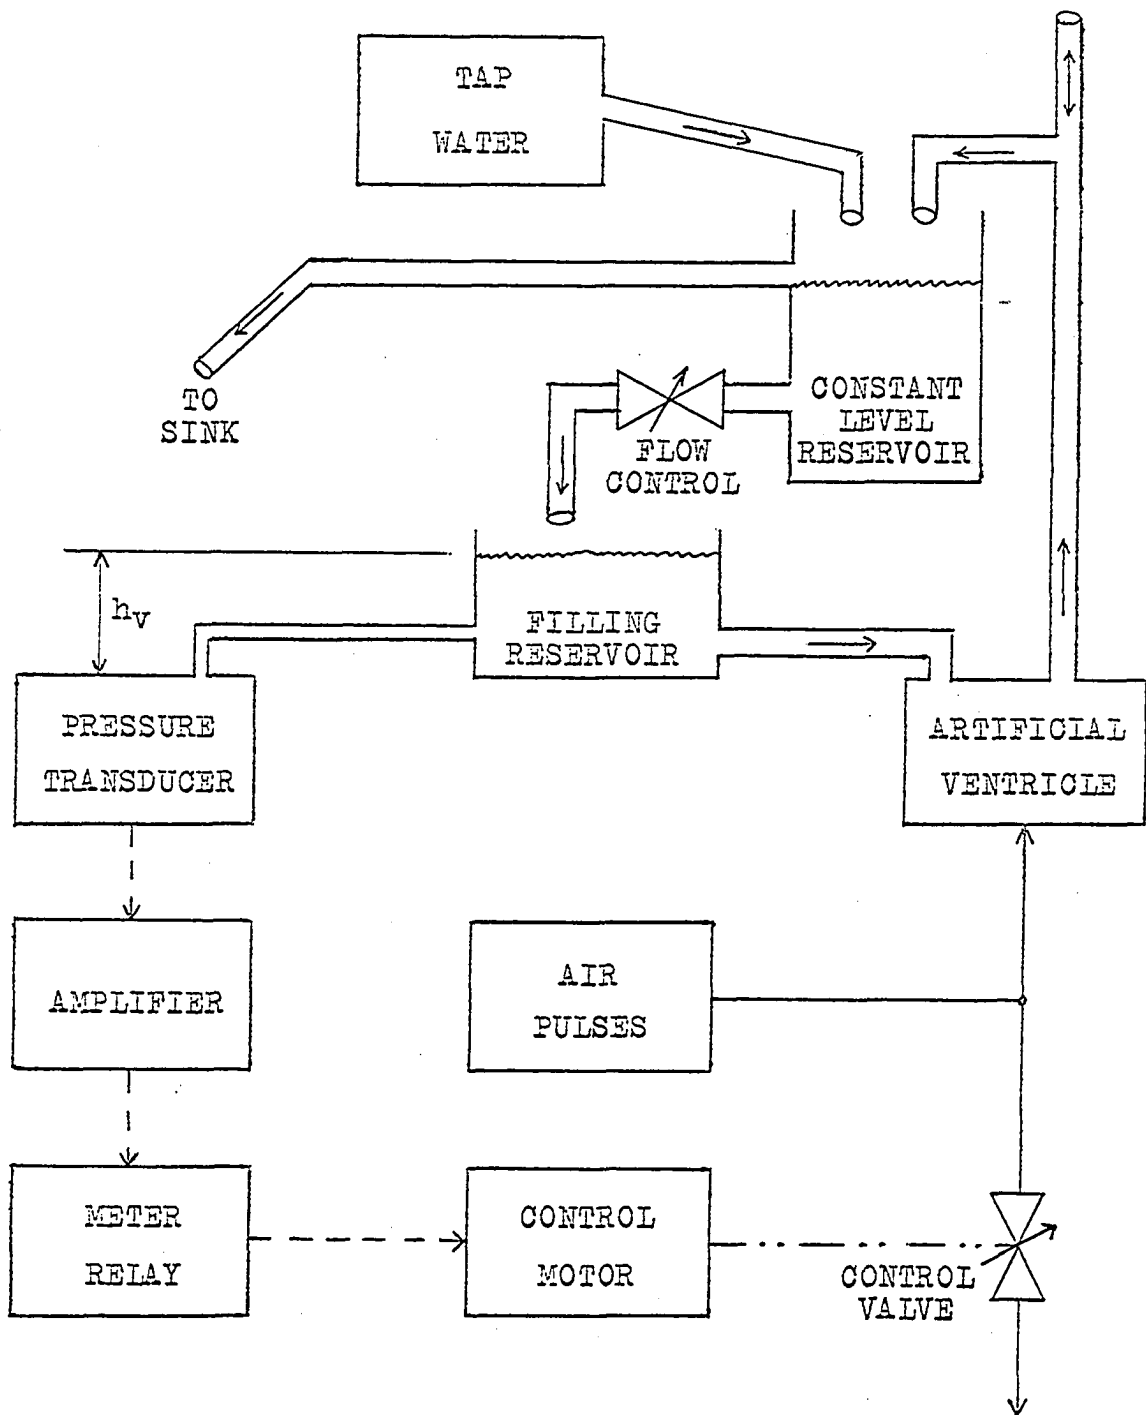 TAP
WATER
TO
SINK
CONSTANT
LEVEL
RESERVOIR
FLOW
CONTROL
hv
FILLING
RESERVOIR
PRESSURE
TRANSDUCER
ARTIFICIAL
VENTRICLE
AMPLIFIER
AIR
PULSES
METER
RELAY
CONTROL
MOTOR
CONTROL
VALVE